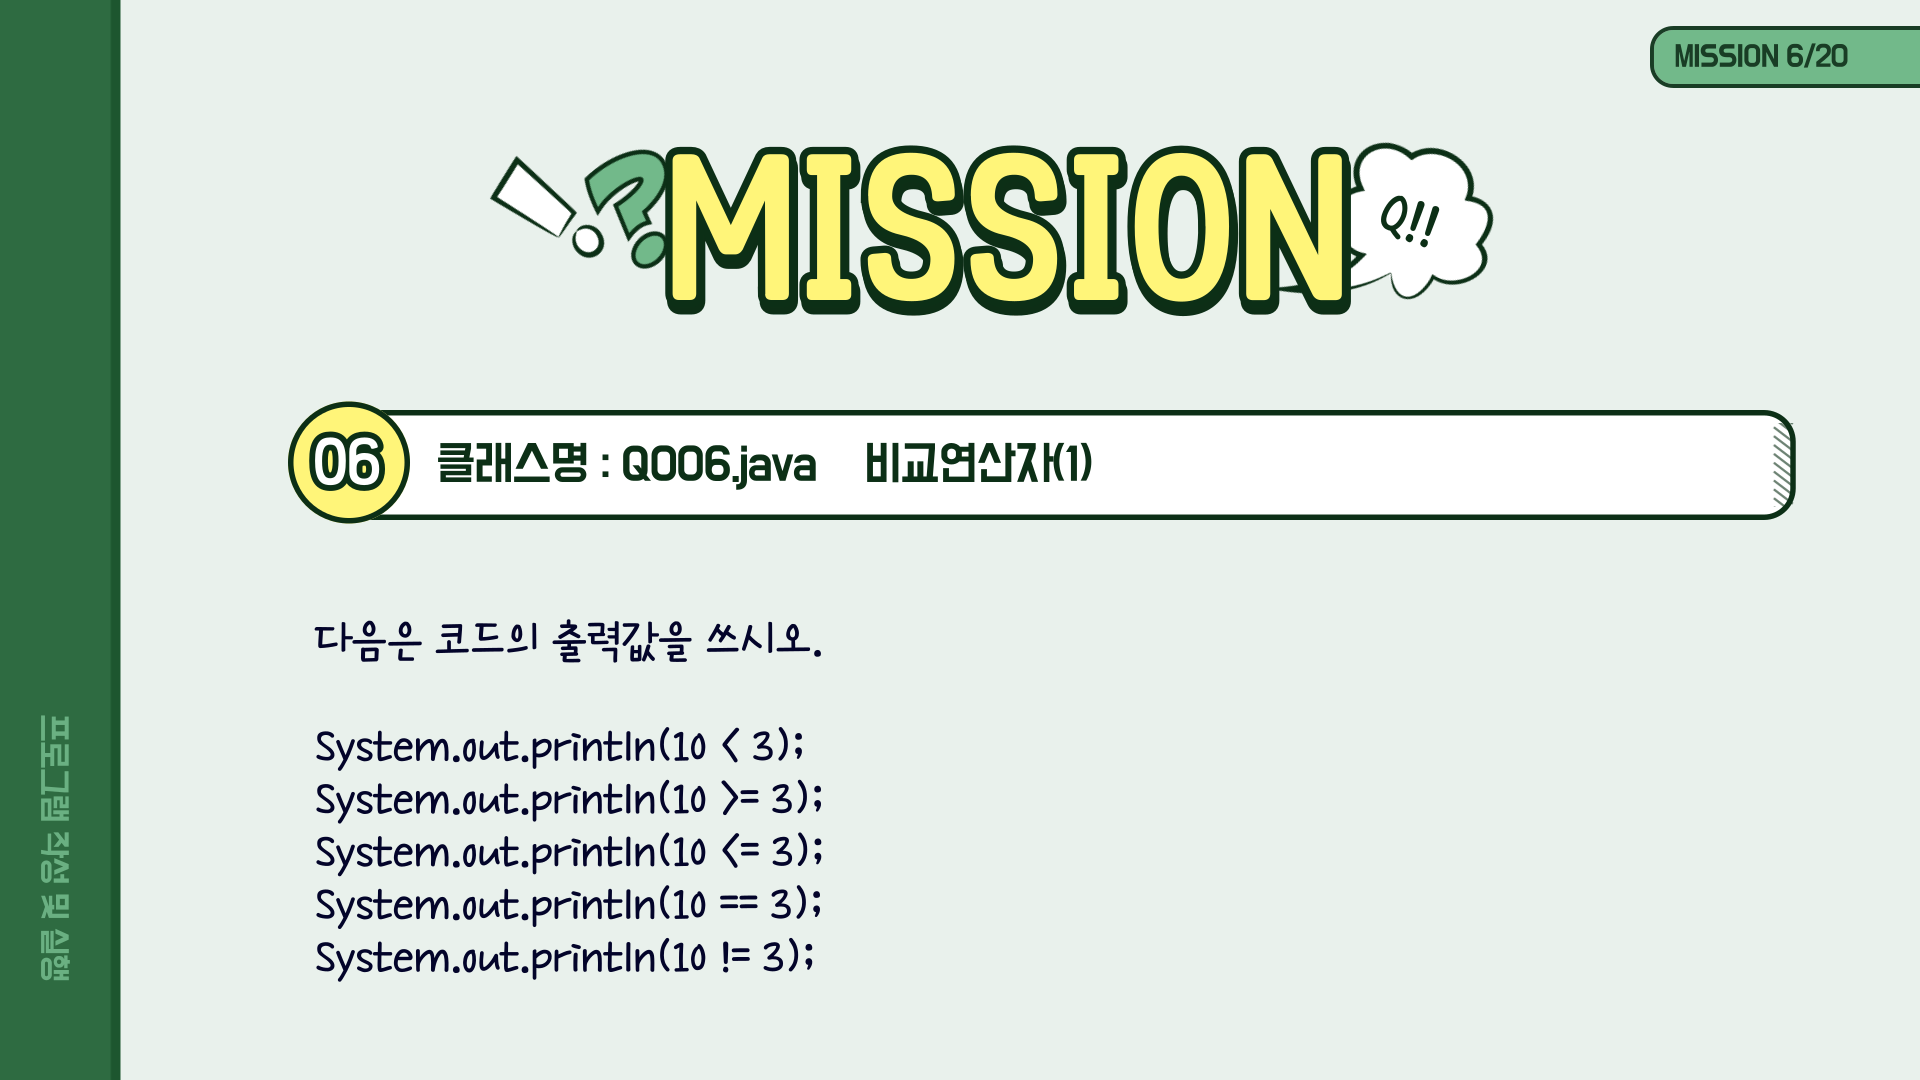 MISSION 6/20
MISSION
Q!!
06 클래스명 : Q006.java 비교연산자(1)
다음은 코드의 출력값을 쓰시오.
System.out.println(10 < 3);
System.out.println(10 >= 3);
System.out.println(10 <= 3);
System.out.println(10 == 3);
System.out.println(10 != 3);
프로그램 작성 및 실행